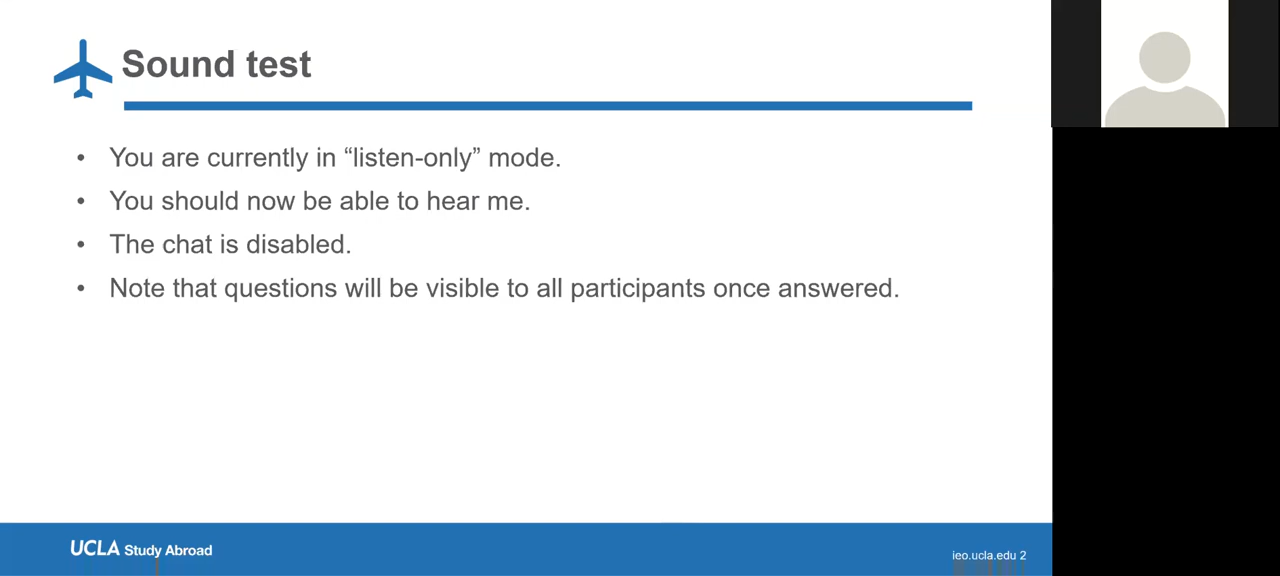 Sound test
• You are currently in “listen-only” mode.
• You should now be able to hear me.
• The chat is disabled.
• Note that questions will be visible to all participants once answered.
UCLA Study Abroad
ieo.ucla.edu 2